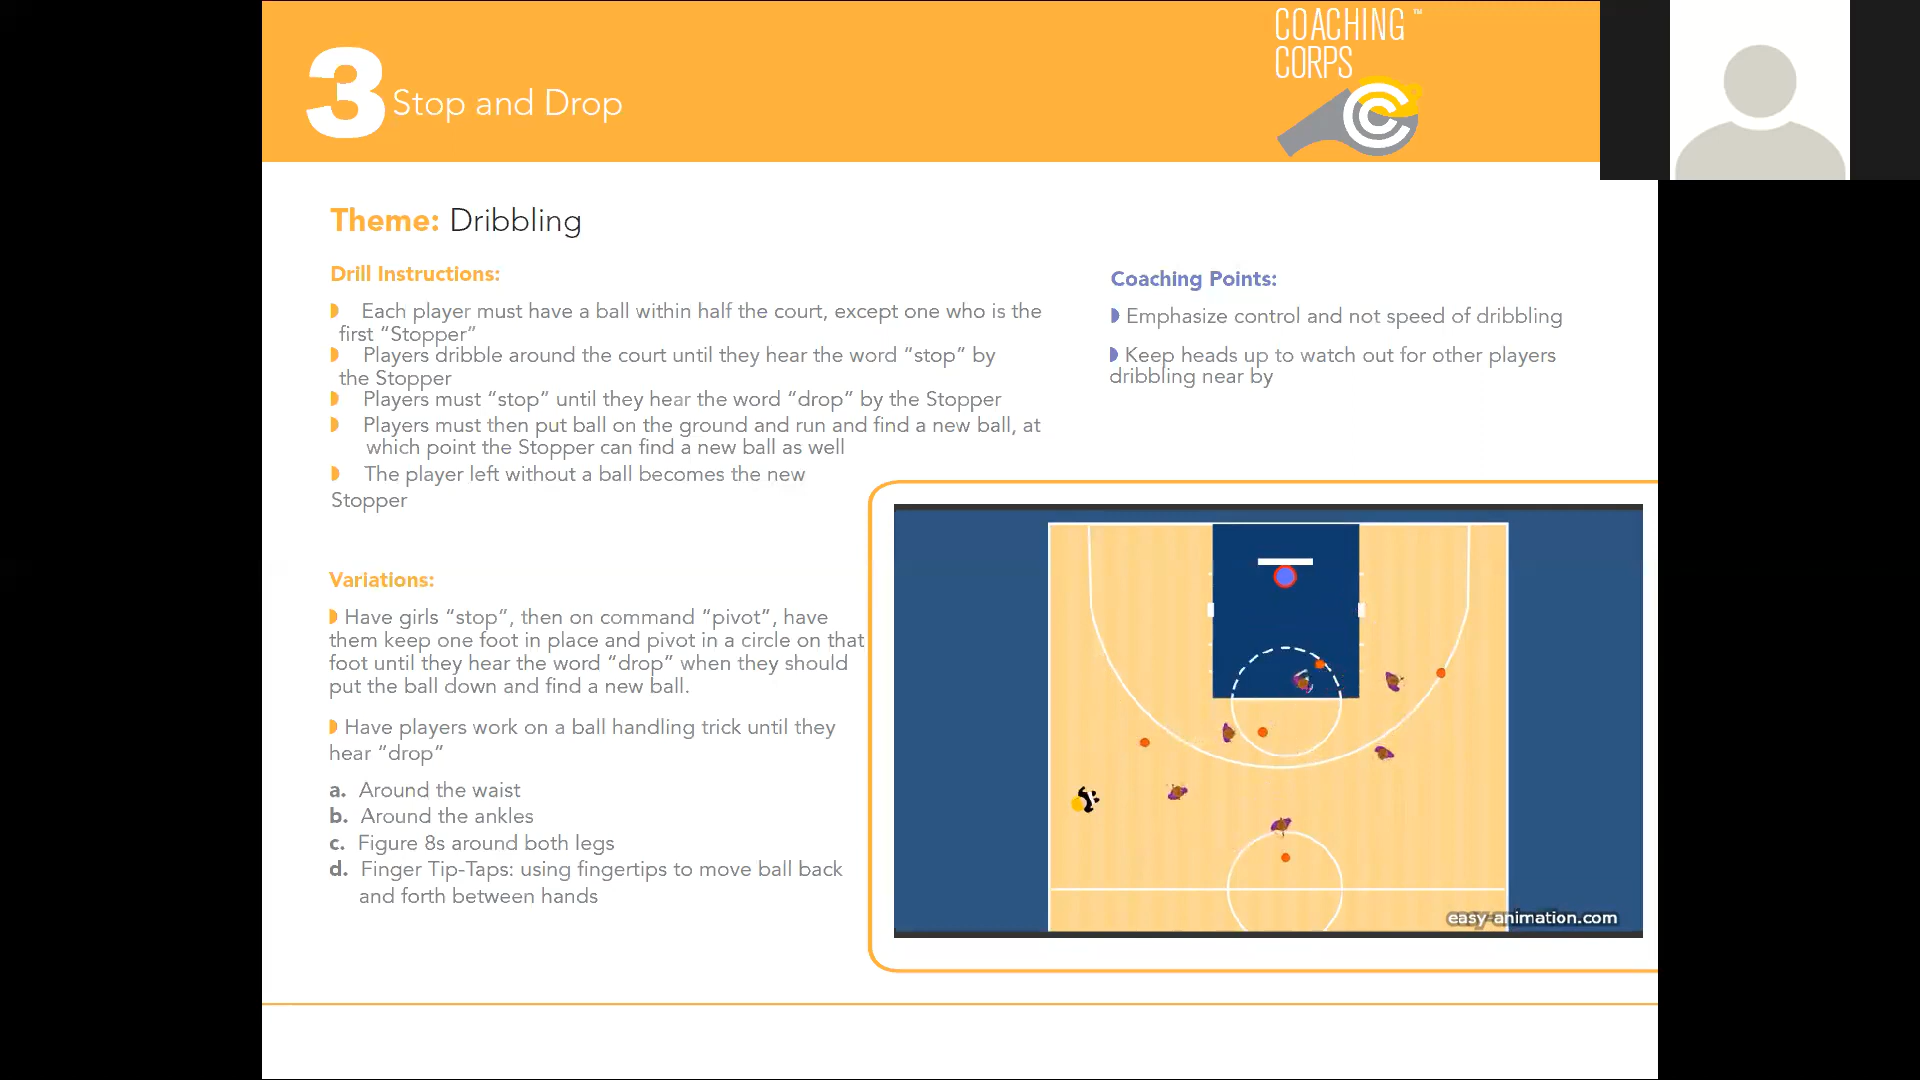 COACHING ™
CORPS
3 Stop and Drop
Theme: Dribbling
Drill Instructions:
Each player must have a ball within half the court, except one who is the
first “Stopper”
Players dribble around the court until they hear the word “stop” by
the Stopper
Players must “stop” until they hear the word “drop” by the Stopper
Players must then put ball on the ground and run and find a new ball, at
which point the Stopper can find a new ball as well
The player left without a ball becomes the new
Stopper
Coaching Points:
Emphasize control and not speed of dribbling
Keep heads up to watch out for other players
dribbling near by
Variations:
Have girls “stop”, then on command “pivot”, have
them keep one foot in place and pivot in a circle on that
foot until they hear the word “drop” when they should
put the ball down and find a new ball.
Have players work on a ball handling trick until they
hear “drop”
a. Around the waist
b. Around the ankles
c. Figure 8s around both legs
d. Finger Tip-Taps: using fingertips to move ball back
and forth between hands
easy-animation.com